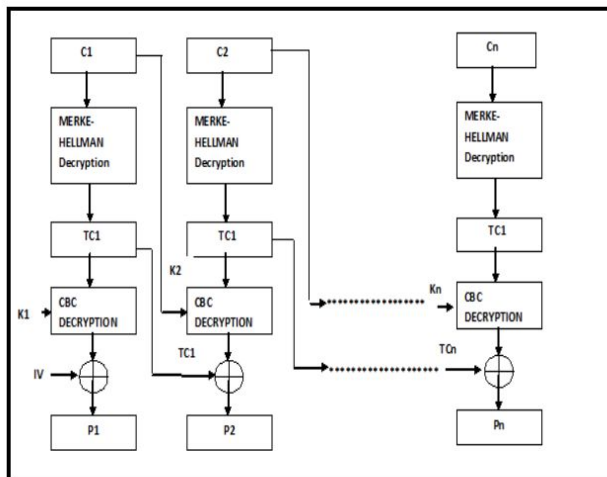 C1
C2
Cn
MERKE-
HELLMAN
Decryption
MERKE-
HELLMAN
Decryption
MERKE-
HELLMAN
Decryption
TC1
TC1
TC1
K2
K1
CBC
DECRYPTION
CBC
DECRYPTION
Kn
CBC
DECRYPTION
TC1
TCn
IV
P1
P2
Pn